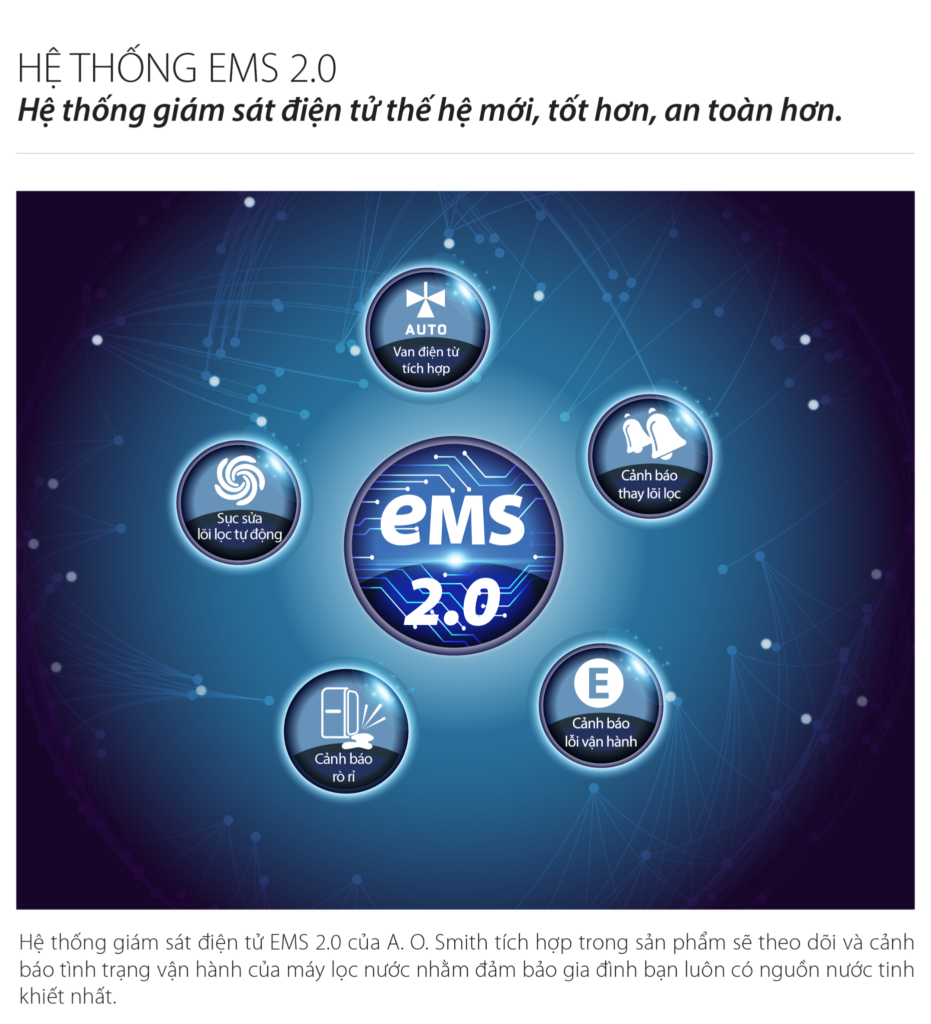 HỆ THỐNG EMS 2.0
Hệ thống giám sát điện tử thế hệ mới, tốt hơn, an toàn hơn.
AUTO
Van điện từ
tích hợp
Cảnh báo
thay lõi lọc
Sục sửa
lõi lọc tự động
eMS
2.0
E
Cảnh báo
lỗi vận hành
Cảnh báo
rò rỉ
Hệ thống giám sát điện tử EMS 2.0 của A. O. Smith tích hợp trong sản phẩm sẽ theo dõi và cảnh
báo tình trạng vận hành của máy lọc nước nhằm đảm bảo gia đình bạn luôn có nguồn nước tinh
khiết nhất.